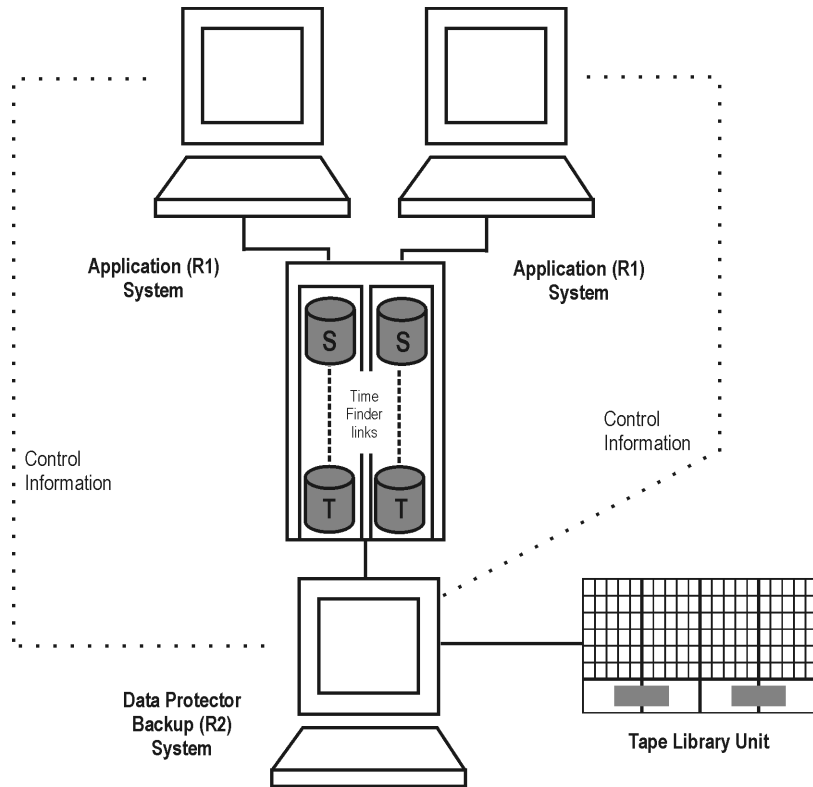 Application (R1)
System
Application (R1)
System
S
S
Time
Finder
links
T
T
Control
Information
Control
Information
Data Protector
Backup (R2)
System
Tape Library Unit